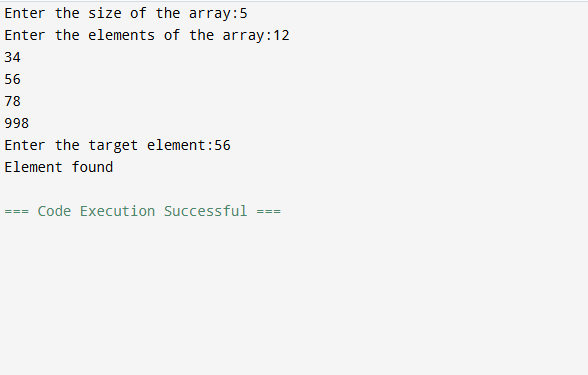 Enter the size of the array:5
Enter the elements of the array:12
34
56
78
998
Enter the target element:56
Element found
=== Code Execution Successful ===